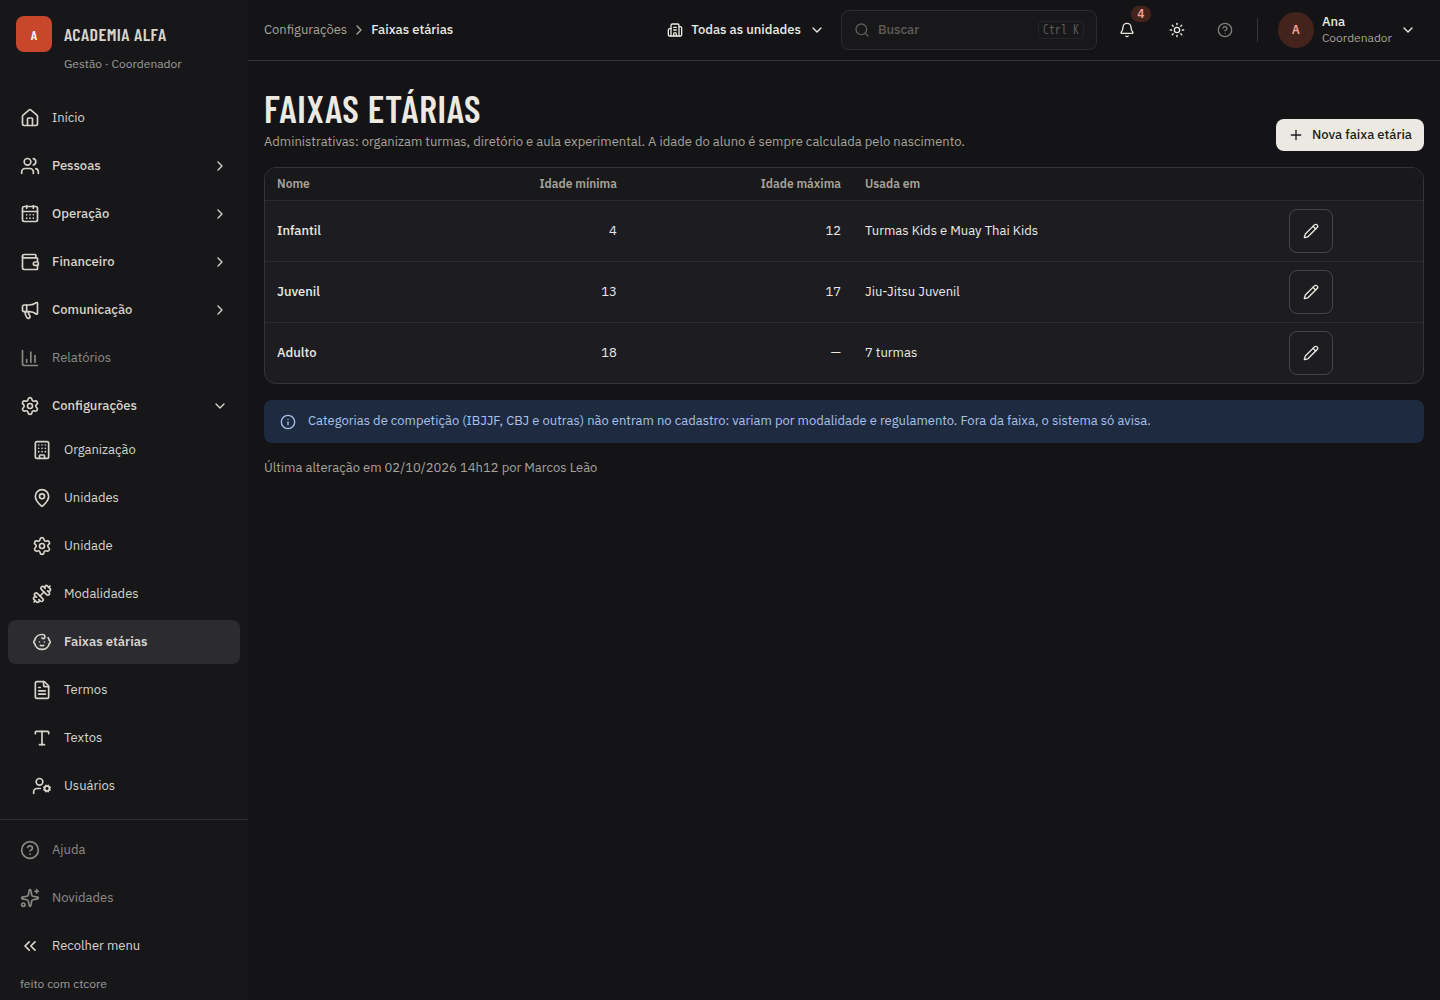 A
ACADEMIA ALFA
Gestão · Coordenador
Início
Pessoas
Operação
Financeiro
Comunicação
Relatórios
Configurações
Organização
Unidades
Unidade
Modalidades
Faixas etárias
Termos
Textos
Usuários
Ajuda
Novidades
Recolher menu
feito com ctcore
Configurações > Faixas etárias
Todas as unidades
Buscar
Ctrl K
4
A
Ana
Coordenador
FAIXAS ETÁRIAS
Administrativas: organizam turmas, diretório e aula experimental. A idade do aluno é sempre calculada pelo nascimento.
Nova faixa etária
Nome Idade mínima Idade máxima Usada em
Infantil 4 12 Turmas Kids e Muay Thai Kids
Juvenil 13 17 Jiu-Jitsu Juvenil
Adulto 18 — 7 turmas
Categorias de competição (IBJJF, CBJ e outras) não entram no cadastro: variam por modalidade e regulamento. Fora da faixa, o sistema só avisa.
Última alteração em 02/10/2026 14h12 por Marcos Leão